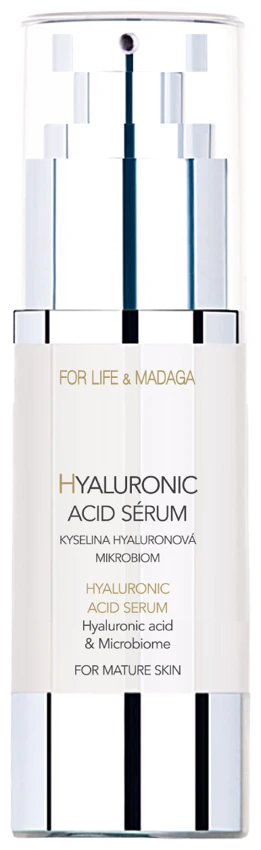 FOR LIFE & MADAGA
HYALURONIC
ACID SÉRUM
KYSELINA HYALURONOVÁ
MIKROBIOM
HYALURONIC
ACID SERUM
Hyaluronic acid
& Microbiome
FOR MATURE SKIN